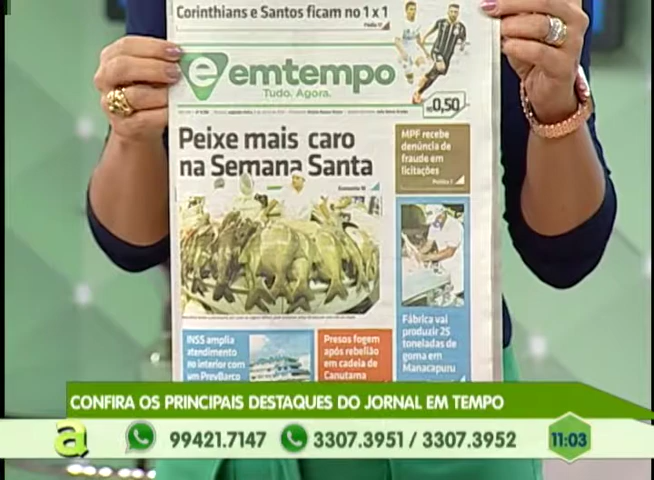 Corinthians e Santos ficam no 1 x 1
e emtempo
Tudo. Agora.
R$ 0,50
Peixe mais caro
na Semana Santa
MPF recebe
denúncia de
fraude em
licitações
INSS amplia
atendimento
no interior com
um PrevBarco
Presos fogem
após rebelião
em cadeia de
Canutama
Fábrica vai
produzir 25
toneladas de
goma em
Manacapuru
CONFIRA OS PRINCIPAIS DESTAQUES DO JORNAL EM TEMPO
a 99421.7147 3307.3951 / 3307.3952 11:03